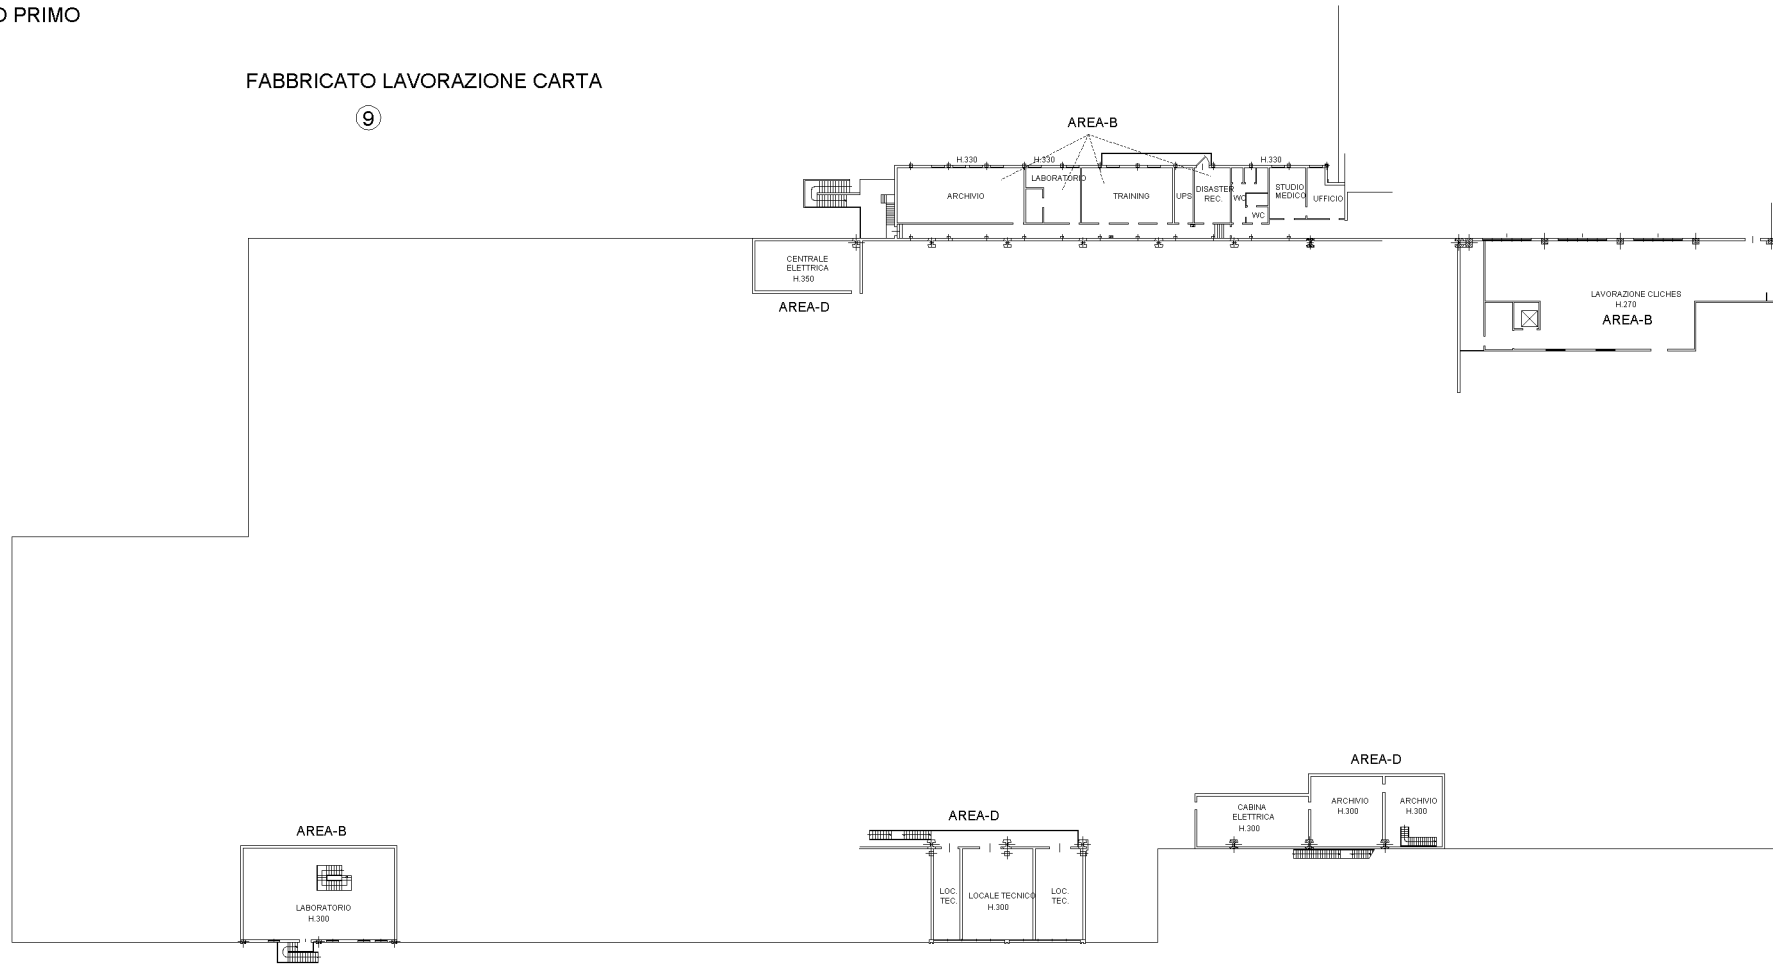 O PRIMO
FABBRICATO LAVORAZIONE CARTA
9
AREA-B
H.330
H.330
H.330
ARCHIVIO
LABORATORIO
TRAINING
UPS
DISASTER
REC.
WC
WC
STUDIO
MEDICO
UFFICIO
CENTRALE
ELETTRICA
H.350
AREA-D
LAVORAZIONE CLICHES
H.270
AREA-B
AREA-D
CABINA
ELETTRICA
H.300
ARCHIVIO
H.300
ARCHIVIO
H.300
AREA-D
LOC.
TEC.
LOCALE TECNICO
H.300
LOC.
TEC.
AREA-B
LABORATORIO
H.300